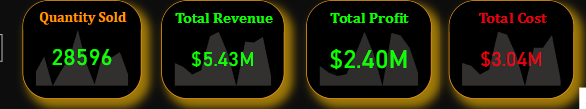 Quantity Sold
28596
Total Revenue
$5.43M
Total Profit
$2.40M
Total Cost
$3.04M